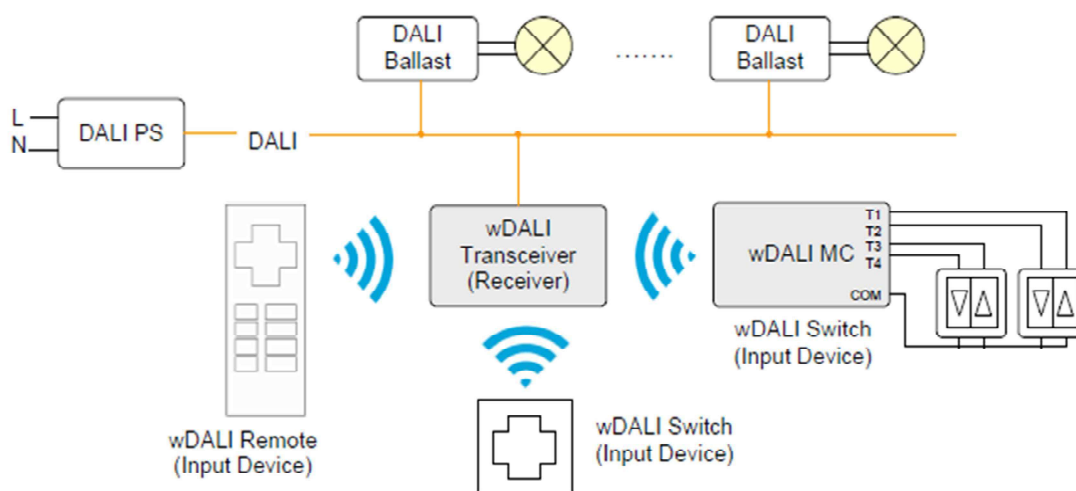 DALI
Ballast
.......
DALI
Ballast
L
N
DALI PS
DALI
wDALI
Transceiver
(Receiver)
wDALI MC
T1
T2
T3
T4
COM
wDALI Switch
(Input Device)
wDALI Remote
(Input Device)
wDALI Switch
(Input Device)